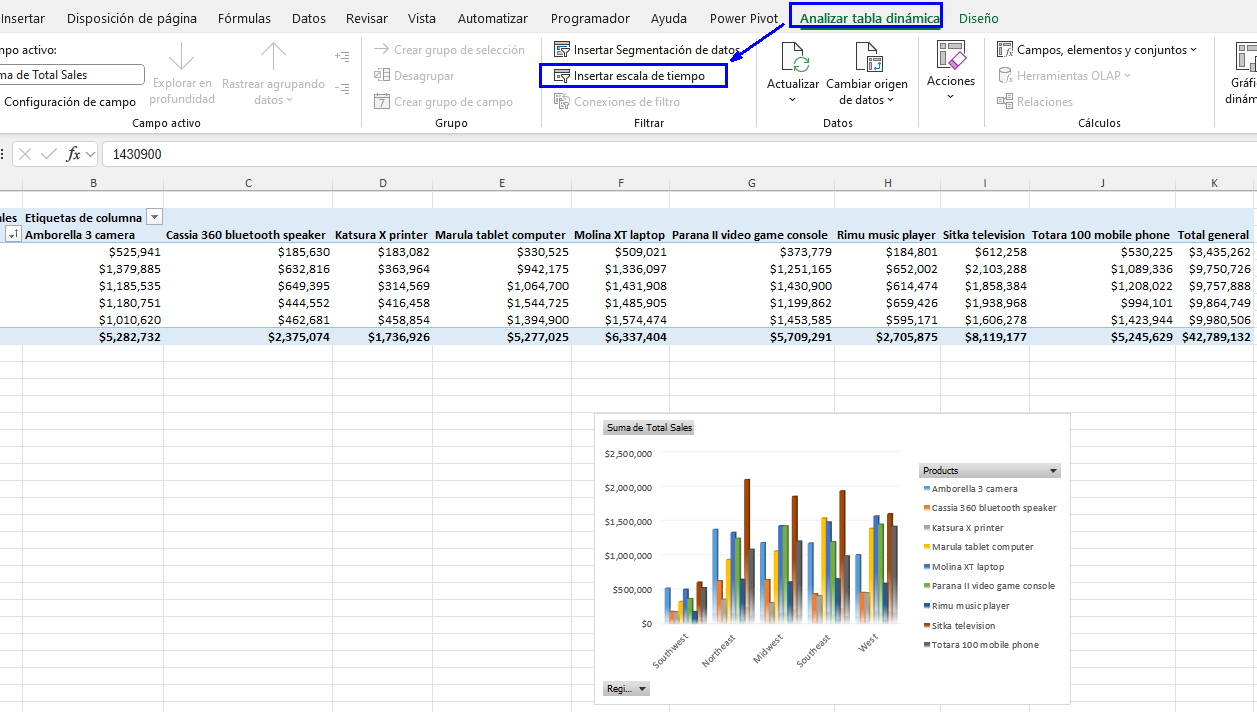 Insertar Disposición de página Fórmulas Datos Revisar Vista Automatizar Programador Ayuda Power Pivot Analizar tabla dinámica Diseño
npo activo:
ma de Total Sales
Configuración de campo
Explorar en profundidad
Rastrear agrupando datos
Campo activo
Crear grupo de selección
Desagrupar
7 Crear grupo de campo
Grupo
Insertar Segmentación de datos
Insertar escala de tiempo
Conexiones de filtro
Filtrar
Actualizar
Cambiar origen de datos
Datos
Acciones
Campos, elementos y conjuntos
Herramientas OLAP
Relaciones
Cálculos
Gráfi
dinám
fx 1430900
B C D E F G H I J K
ales Etiquetas de columna
Amborella 3 camera Cassia 360 bluetooth speaker Katsura X printer Marula tablet computer Molina XT laptop Parana II video game console Rimu music player Sitka television Totara 100 mobile phone Total general
$525,941 $185,630 $183,082 $330,525 $509,021 $373,779 $184,801 $612,258 $530,225 $3,435,262
$1,379,885 $632,816 $363,964 $942,175 $1,336,097 $1,251,165 $652,002 $2,103,288 $1,089,336 $9,750,726
$1,185,535 $649,395 $314,569 $1,064,700 $1,431,908 $1,430,900 $614,474 $1,858,384 $1,208,022 $9,757,888
$1,180,751 $444,552 $416,458 $1,544,725 $1,485,905 $1,199,862 $659,426 $1,938,968 $994,101 $9,864,749
$1,010,620 $462,681 $458,854 $1,394,900 $1,574,474 $1,453,585 $595,171 $1,606,278 $1,423,944 $9,980,506
$5,282,732 $2,375,074 $1,736,926 $5,277,025 $6,337,404 $5,709,291 $2,705,875 $8,119,177 $5,245,629 $42,789,132
Suma de Total Sales
$2,500,000
$2,000,000
$1,500,000
$1,000,000
$500,000
$0
Southwest Northeast Midwest Southeast West
Products
Amborella 3 camera
Cassia 360 bluetooth speaker
Katsura X printer
Marula tablet computer
Molina XT laptop
Parana II video game console
Rimu music player
Sitka television
Totara 100 mobile phone
Regi...